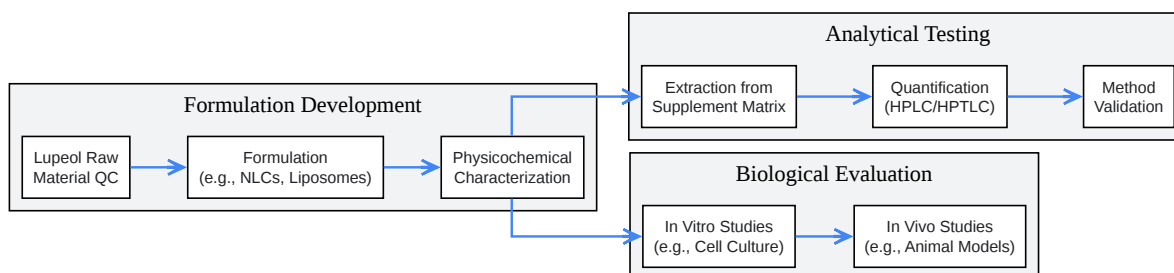 Formulation Development
Lupeol Raw
Material QC
Formulation
(e.g., NLCs, Liposomes)
Physicochemical
Characterization
Analytical Testing
Extraction from
Supplement Matrix
Quantification
(HPLC/HPTLC)
Method
Validation
Biological Evaluation
In Vitro Studies
(e.g., Cell Culture)
In Vivo Studies
(e.g., Animal Models)